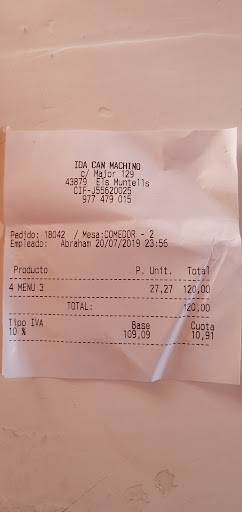 IDA CAN MACHINO
c/ Major 129
43879 Els Muntells
CIF-J55620025
977 479 015
Pedido: 18042 / Mesa:COMEDOR - 2
Empleado: Abraham 20/07/2019 23:56
Producto P. Unit. Total
4 MENU 3 27,27 120,00
TOTAL: 120,00
Tipo IVA Base Cuota
10 % 109,09 10,91